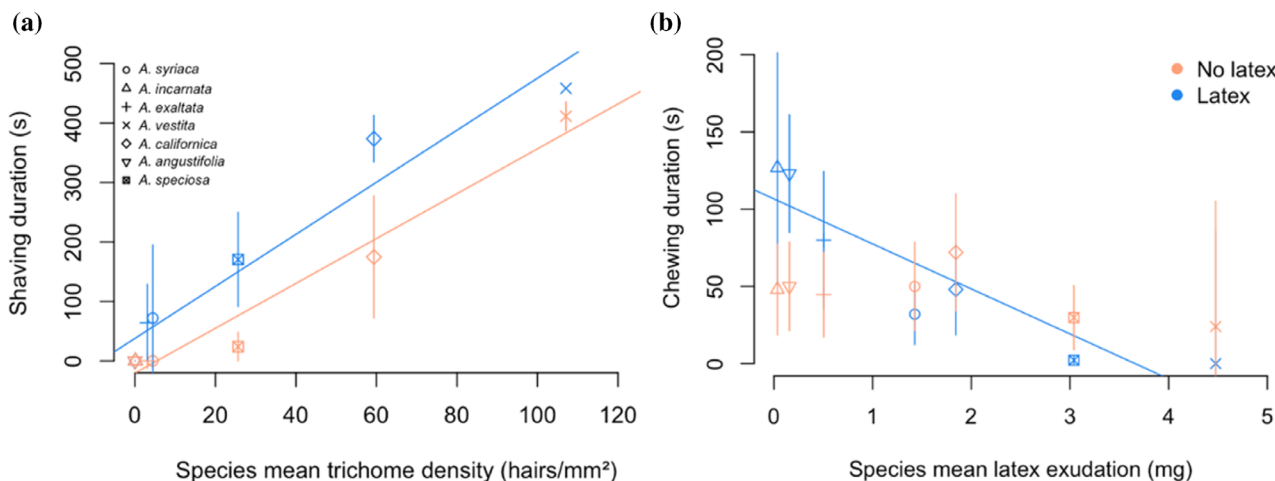 (a)
Shaving duration (s)
500
400
300
200
100
0
A. syriaca
A. incarnata
A. exaltata
A. vestita
A. californica
A. angustifolia
A. speciosa
0 20 40 60 80 100 120
Species mean trichome density (hairs/mm²)
(b)
Chewing duration (s)
200
150
100
50
0
No latex
Latex
0 1 2 3 4 5
Species mean latex exudation (mg)